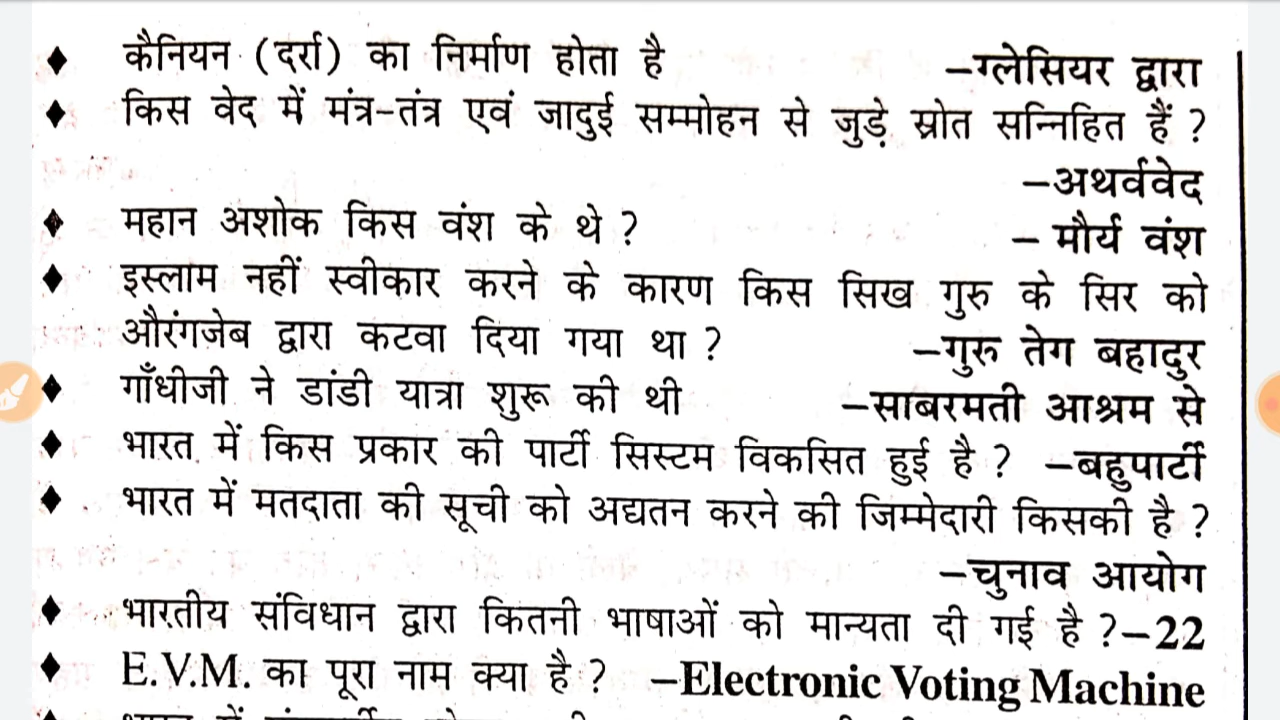 ♦ कैनियन (दर्रा) का निर्माण होता है –ग्लेसियर द्वारा
♦ किस वेद में मंत्र-तंत्र एवं जादुई सम्मोहन से जुड़े स्रोत सन्निहित हैं ?
–अथर्ववेद
♦ महान अशोक किस वंश के थे ? – मौर्य वंश
♦ इस्लाम नहीं स्वीकार करने के कारण किस सिख गुरु के सिर को
औरंगजेब द्वारा कटवा दिया गया था ? –गुरु तेग बहादुर
♦ गाँधीजी ने डांडी यात्रा शुरू की थी –साबरमती आश्रम से
♦ भारत में किस प्रकार की पार्टी सिस्टम विकसित हुई है ? –बहुपार्टी
♦ भारत में मतदाता की सूची को अद्यतन करने की जिम्मेदारी किसकी है ?
–चुनाव आयोग
♦ भारतीय संविधान द्वारा कितनी भाषाओं को मान्यता दी गई है ?–22
♦ E.V.M. का पूरा नाम क्या है ? –Electronic Voting Machine